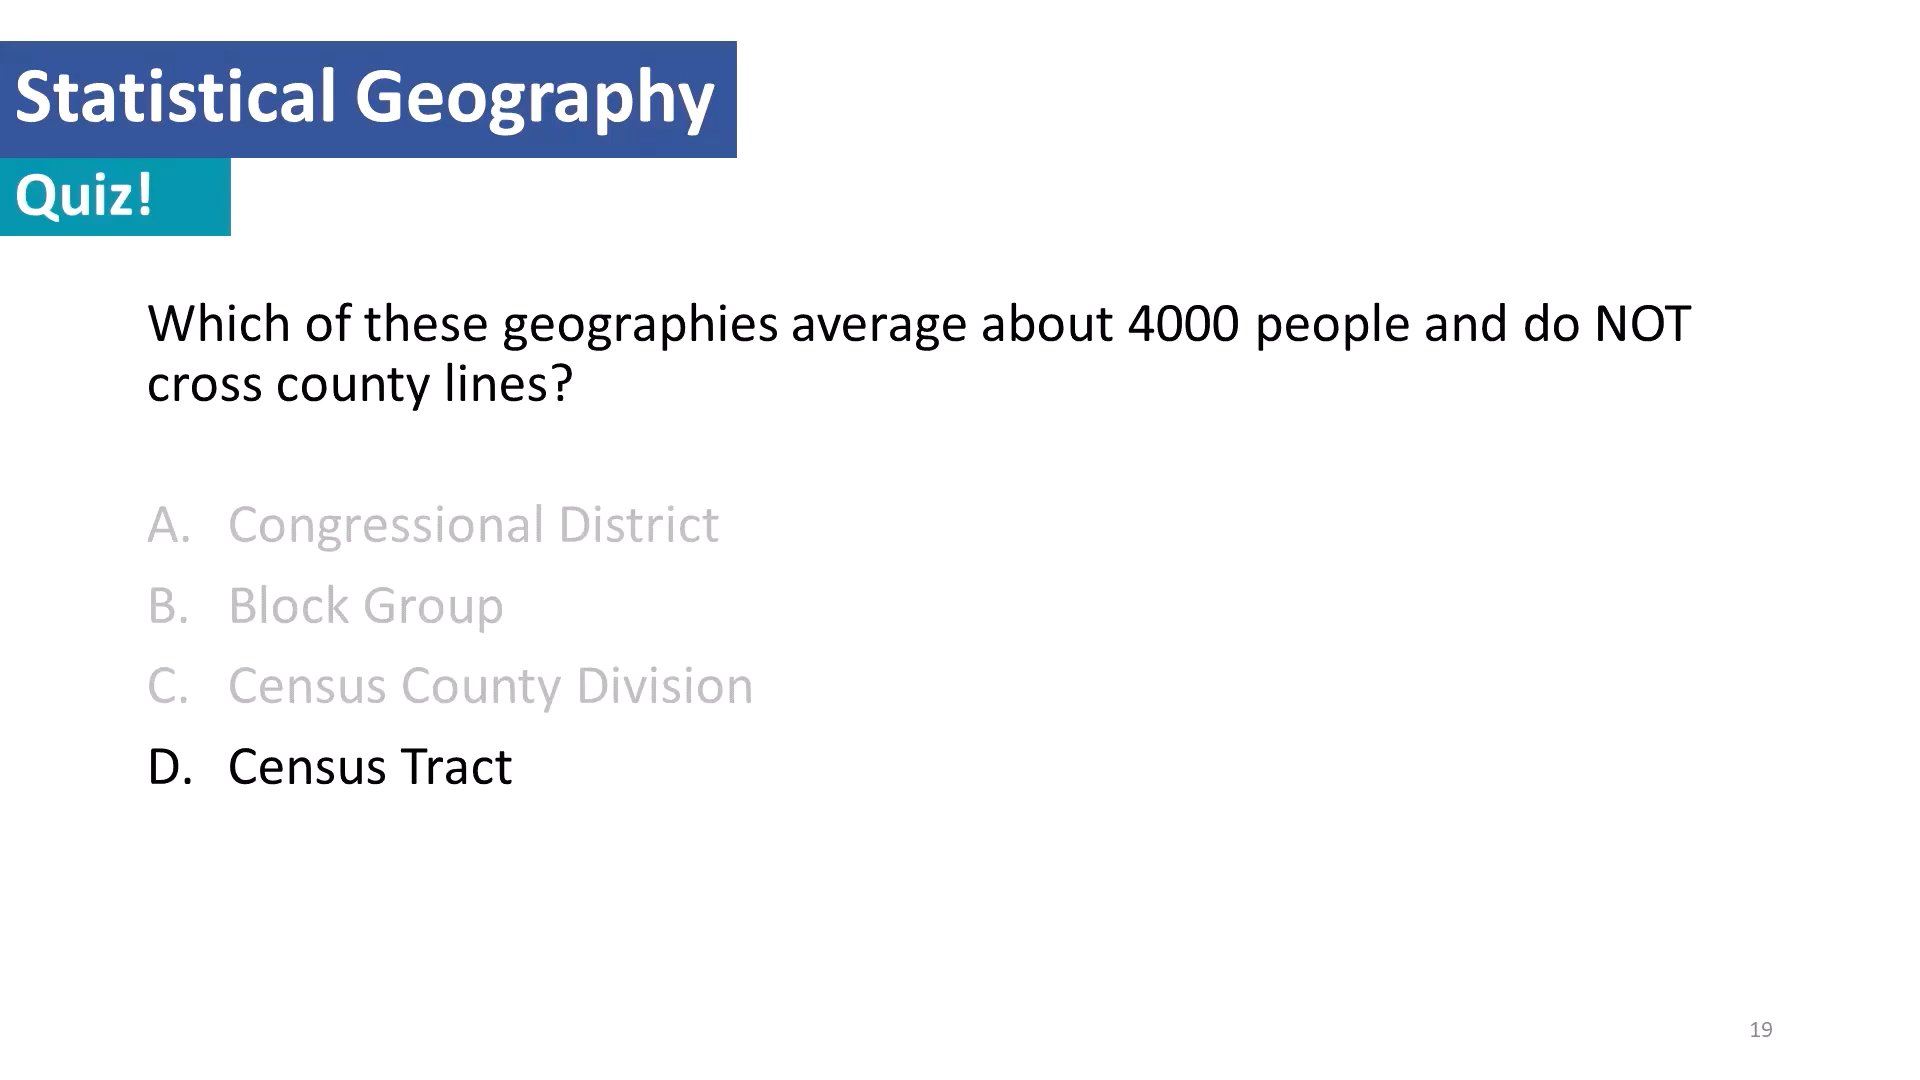 Statistical Geography
Quiz!
Which of these geographies average about 4000 people and do NOT
cross county lines?
A. Congressional District
B. Block Group
C. Census County Division
D. Census Tract
19